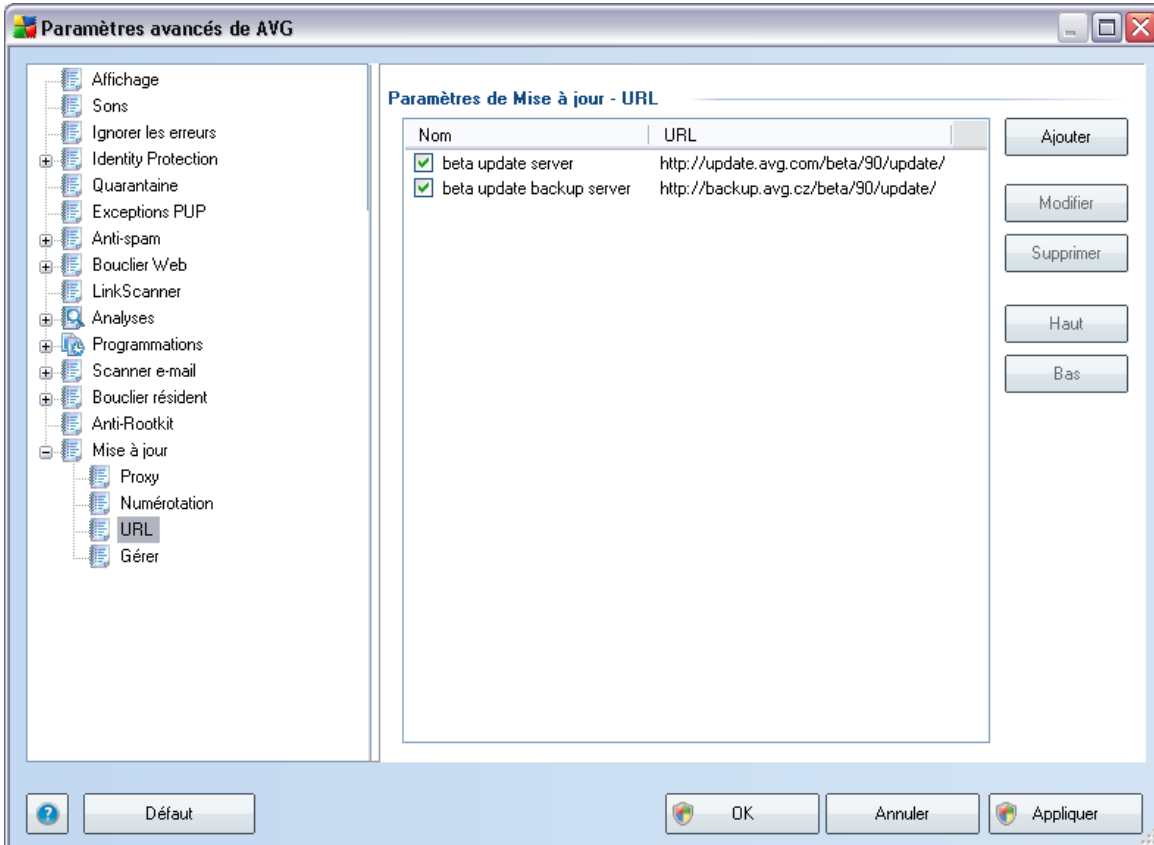 Paramètres avancés de AVG
Affichage
Sons
Ignorer les erreurs
Identity Protection
Quarantaine
Exceptions PUP
Anti-spam
Bouclier Web
LinkScanner
Analyses
Programmations
Scanner e-mail
Bouclier résident
Anti-Rootkit
Mise à jour
Proxy
Numérotation
URL
Gérer
Paramètres de Mise à jour - URL
Nom URL
beta update server http://update.avg.com/beta/90/update/
beta update backup server http://backup.avg.cz/beta/90/update/
Ajouter
Modifier
Supprimer
Haut
Bas
Défaut OK Annuler Appliquer